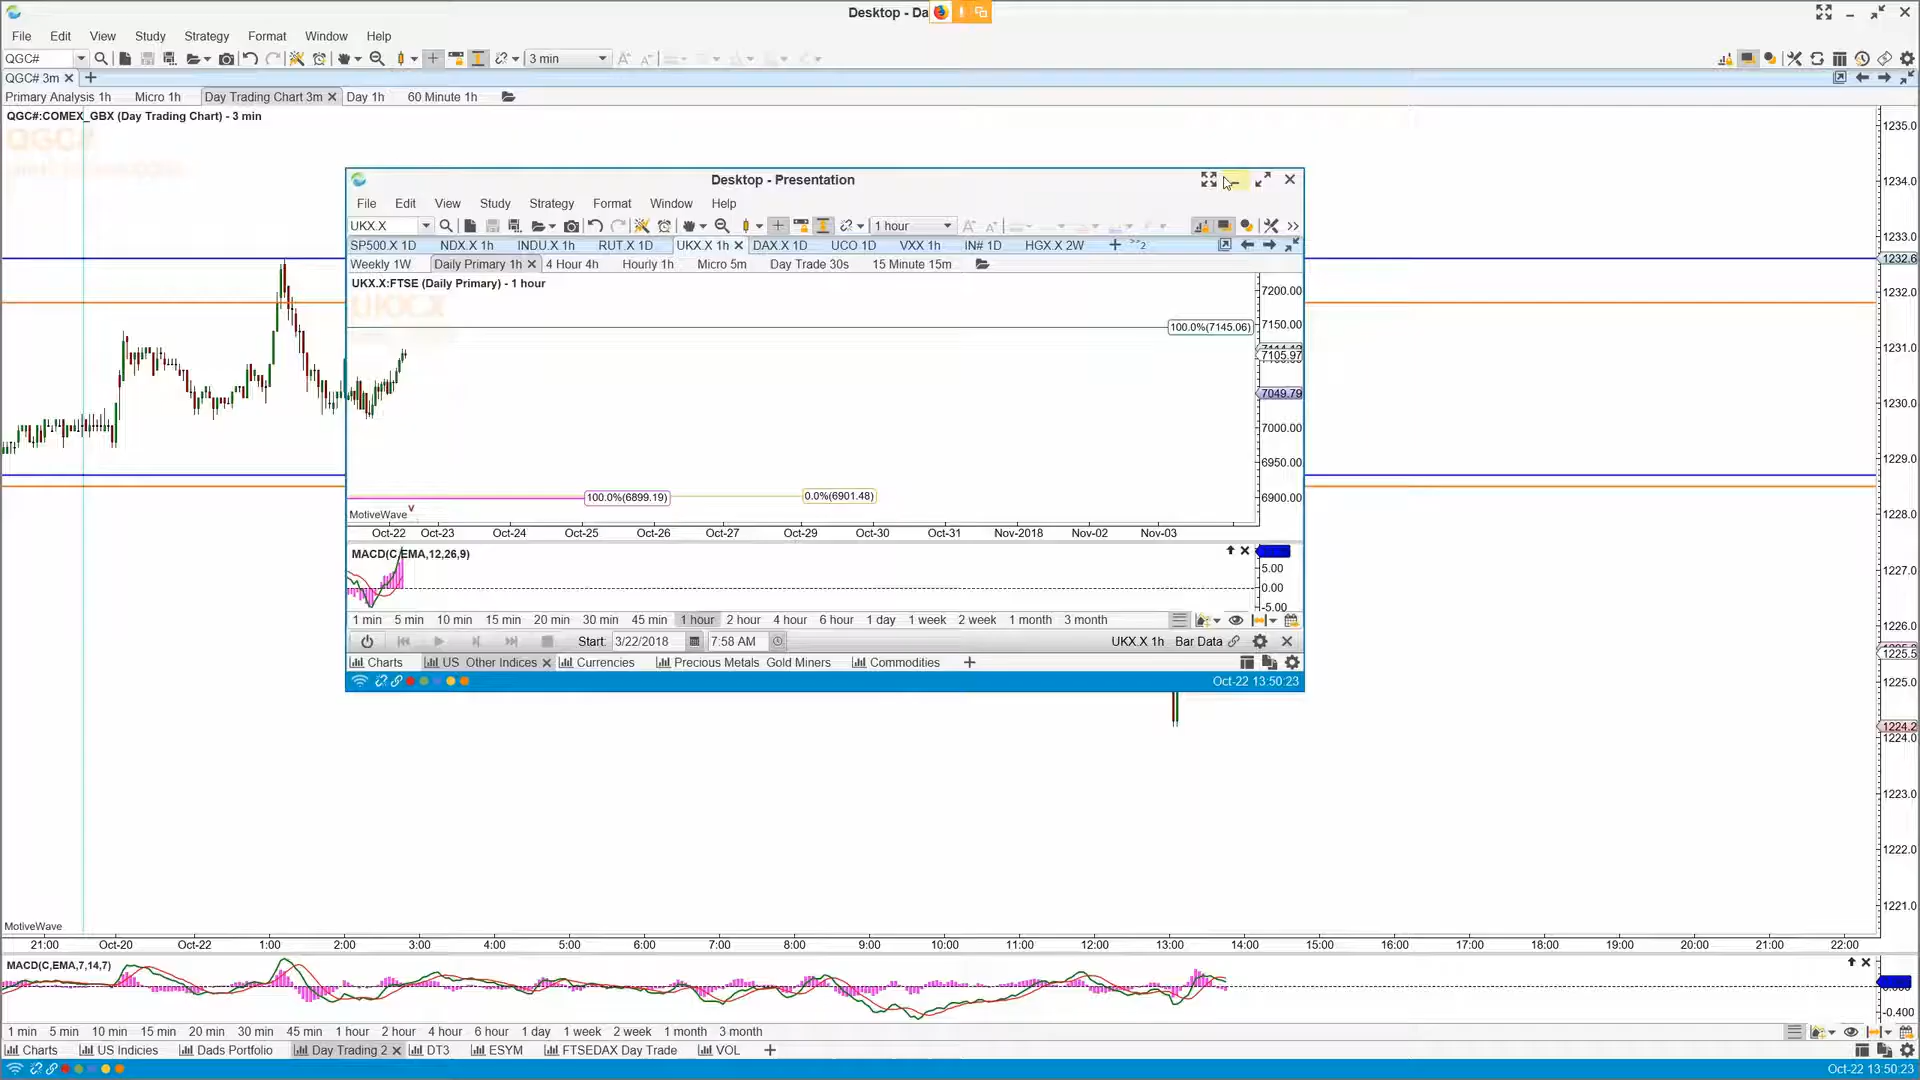 Desktop - Da
File Edit View Study Strategy Format Window Help
QGC# 3 min
QGC# 3m
Primary Analysis 1h Micro 1h Day Trading Chart 3m Day 1h 60 Minute 1h
QGC#:COMEX_GBX (Day Trading Chart) - 3 min
QGC#
1235.0
1234.0
1233.0
1232.6
1232.0
1231.0
1230.0
1229.0
1228.0
1227.0
1226.0
1225.5
1225.0
1224.2
1224.0
1223.0
1222.0
1221.0
Desktop - Presentation
File Edit View Study Strategy Format Window Help
UKX.X 1 hour
SP500.X 1D NDX.X 1h INDU.X 1h RUT.X 1D UKX.X 1h DAX.X 1D UCO 1D VXX 1h IN# 1D HGX.X 2W
Weekly 1W Daily Primary 1h 4 Hour 4h Hourly 1h Micro 5m Day Trade 30s 15 Minute 15m
UKX.X:FTSE (Daily Primary) - 1 hour
UKX.X
7200.00
100.0%(7145.06) 7150.00
7105.97
7049.79
7000.00
6950.00
100.0%(6899.19) 0.0%(6901.48) 6900.00
MotiveWave
Oct-22 Oct-23 Oct-24 Oct-25 Oct-26 Oct-27 Oct-29 Oct-30 Oct-31 Nov-2018 Nov-02 Nov-03
MACD(C,EMA,12,26,9)
5.00
0.00
-5.00
1 min 5 min 10 min 15 min 20 min 30 min 45 min 1 hour 2 hour 4 hour 6 hour 1 day 1 week 2 week 1 month 3 month
Start: 3/22/2018 7:58 AM UKX.X 1h Bar Data
Charts US Other Indices Currencies Precious Metals Gold Miners Commodities
Oct-22 13:50:23
MotiveWave
21:00 Oct-20 Oct-22 1:00 2:00 3:00 4:00 5:00 6:00 7:00 8:00 9:00 10:00 11:00 12:00 13:00 14:00 15:00 16:00 17:00 18:00 19:00 20:00 21:00 22:00
MACD(C,EMA,7,14,7)
-0.400
1 min 5 min 10 min 15 min 20 min 30 min 45 min 1 hour 2 hour 4 hour 6 hour 1 day 1 week 2 week 1 month 3 month
Charts US Indicies Dads Portfolio Day Trading 2 DT3 ESYM FTSEDAX Day Trade VOL
Oct-22 13:50:23